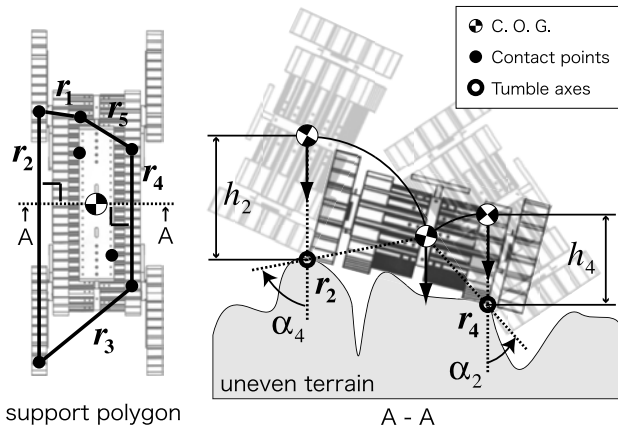 C. O. G.
Contact points
Tumble axes
r1
r5
r2
r4
A
A
r3
support polygon
h2
h4
r2
r4
α4
α2
uneven terrain
A - A